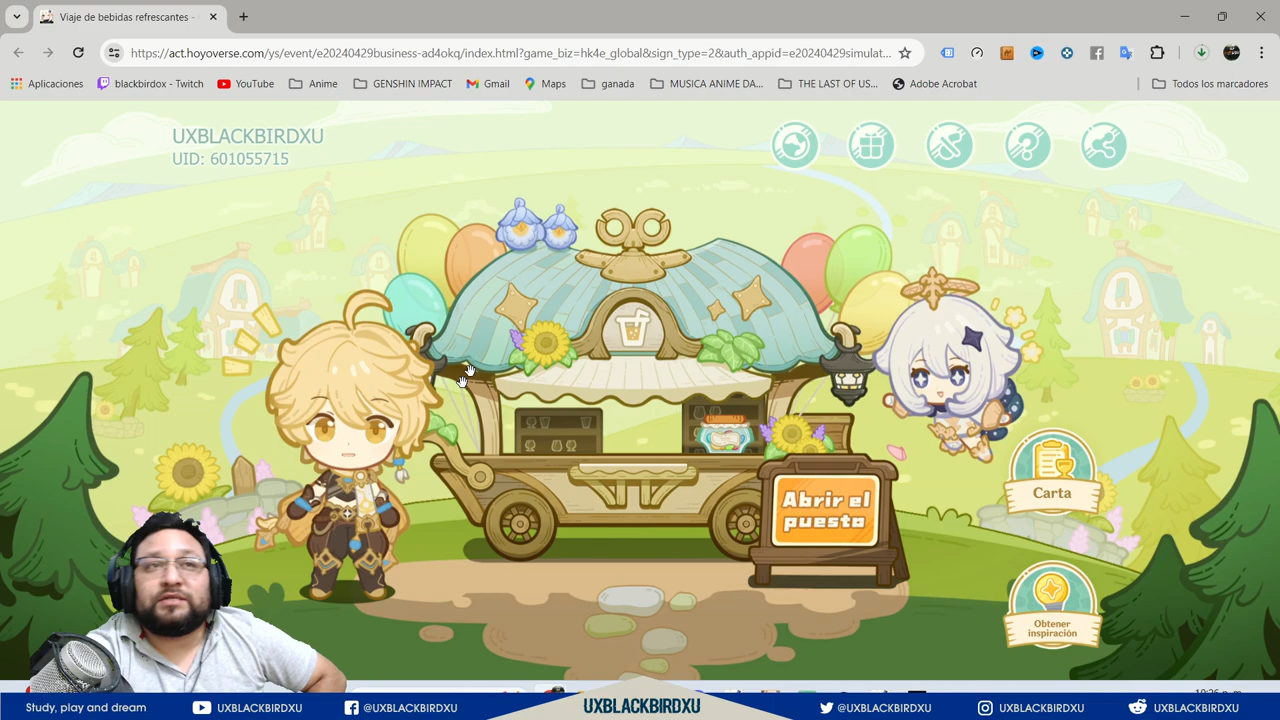 Viaje de bebidas refrescantes -
https://act.hoyoverse.com/ys/event/e20240429business-ad4okq/index.html?game_biz=hk4e_global&sign_type=2&auth_appid=e20240429simulat...
Aplicaciones
blackbirdox - Twitch
YouTube
Anime
GENSHIN IMPACT
Gmail
Maps
ganada
MUSICA ANIME DA...
THE LAST OF US...
Adobe Acrobat
Todos los marcadores
UXBLACKBIRDXU
UID: 601055715
Abrir el
puesto
Carta
Obtener
inspiración
Study, play and dream
UXBLACKBIRDXU
@UXBLACKBIRDXU
UXBLACKBIRDXU
@UXBLACKBIRDXU
UXBLACKBIRDXU
UXBLACKBIRDXU